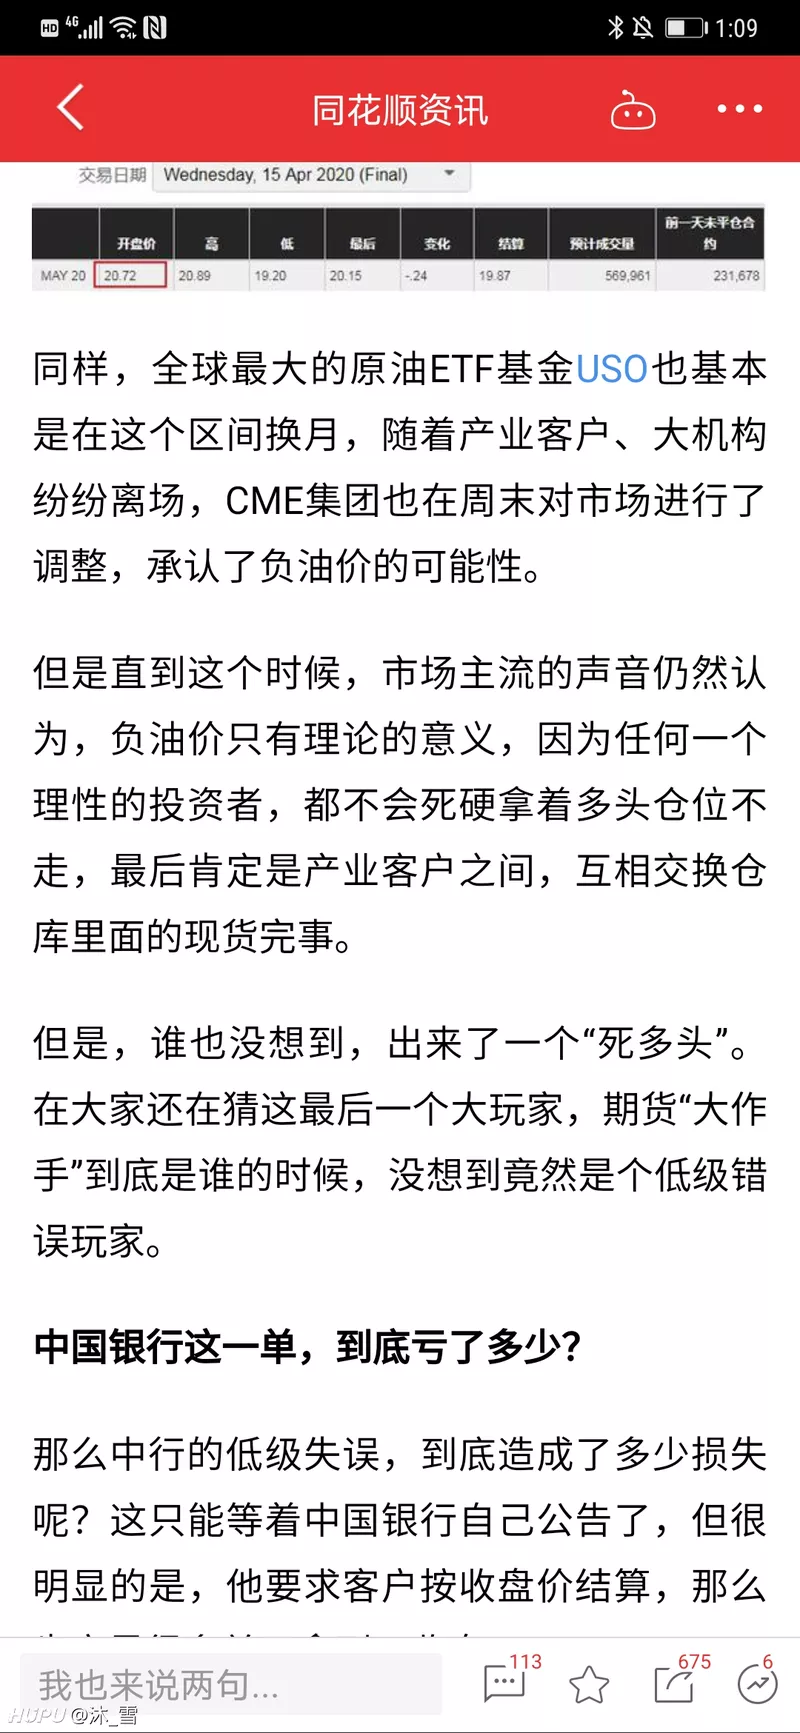 HD 4G 1:09
同花顺资讯
交易日期 Wednesday, 15 Apr 2020 (Final)
开盘价 高 低 最后 变化 结算 预计成交量 前一天未平仓合约
MAY 20 20.72 20.89 19.20 20.15 -.24 19.87 569,961 231,678
同样，全球最大的原油ETF基金USO也基本
是在这个区间换月，随着产业客户、大机构
纷纷离场，CME集团也在周末对市场进行了
调整，承认了负油价的可能性。
但是直到这个时候，市场主流的声音仍然认
为，负油价只有理论的意义，因为任何一个
理性的投资者，都不会死硬拿着多头仓位不
走，最后肯定是产业客户之间，互相交换仓
库里面的现货完事。
但是，谁也没想到，出来了一个“死多头”。
在大家还在猜这最后一个大玩家，期货“大作
手”到底是谁的时候，没想到竟然是个低级错
误玩家。
中国银行这一单，到底亏了多少？
那么中行的低级失误，到底造成了多少损失
呢？这只能等着中国银行自己公告了，但很
明显的是，他要求客户按收盘价结算，那么
我也来说两句... 113 675 6
HUPU @沐_雪